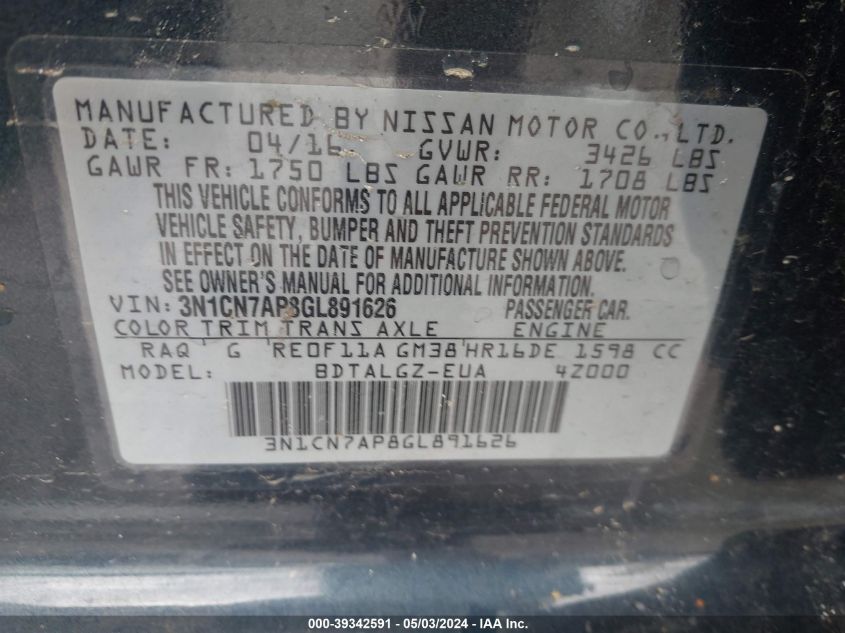 MANUFACTURED BY NISSAN MOTOR CO., LTD.
DATE: 04/16 GVWR: 3426 LBS
GAWR FR: 1750 LBS GAWR RR: 1708 LBS
THIS VEHICLE CONFORMS TO ALL APPLICABLE FEDERAL MOTOR
VEHICLE SAFETY, BUMPER AND THEFT PREVENTION STANDARDS
IN EFFECT ON THE DATE OF MANUFACTURE SHOWN ABOVE.
SEE OWNER'S MANUAL FOR ADDITIONAL INFORMATION.
VIN: 3N1CN7AP8GL891626 PASSENGER CAR.
COLOR TRIM TRANS AXLE ENGINE
RAQ ' G 'RE0F11A GM38'HR16DE 1598 CC
MODEL: BDTALGZ-EUA 4Z000
3N1CN7AP8GL891626
000-39342591 - 05/03/2024 - IAA Inc.